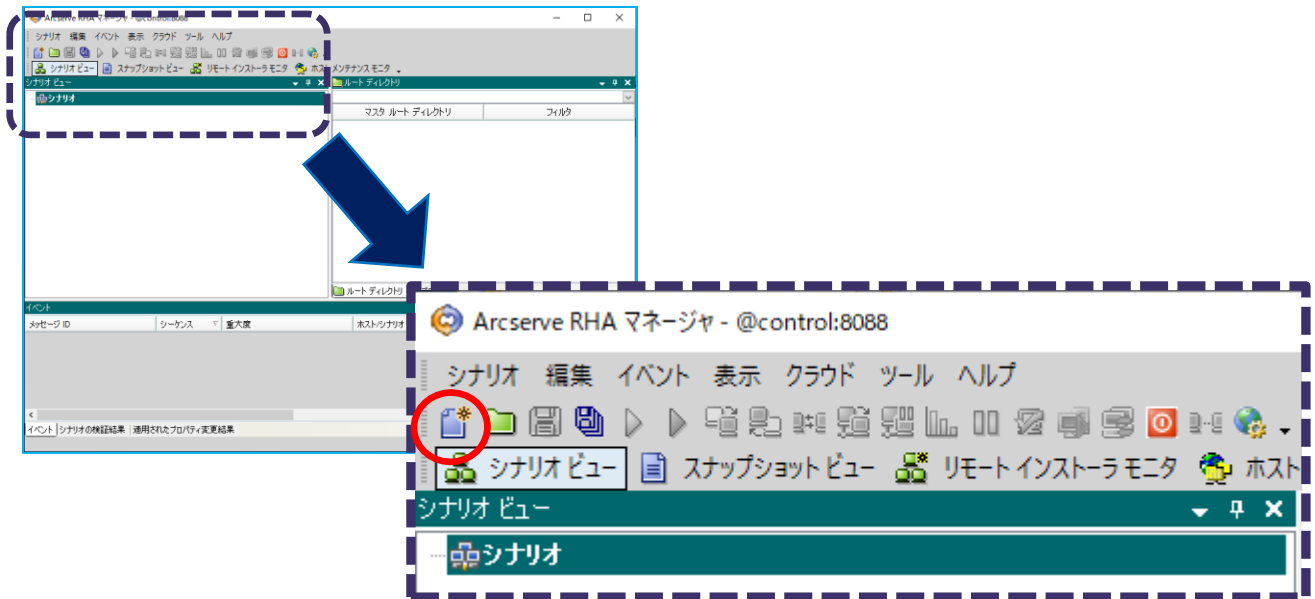 Arcserve RHA マネージャ - @control:8088
シナリオ 編集 イベント 表示 クラウド ツール ヘルプ
シナリオ ビュー スナップショット ビュー リモート インストーラ モニタ ホスト メンテナンス モニタ
シナリオ ビュー ルート ディレクトリ
シナリオ
マスタ ルート ディレクトリ フィルタ
ルート ディレクトリ
イベント
メッセージ ID シーケンス 重大度 ホスト/シナリオ
イベント シナリオの検証結果 適用されたプロパティ変更結果
Arcserve RHA マネージャ - @control:8088
シナリオ 編集 イベント 表示 クラウド ツール ヘルプ
シナリオ ビュー スナップショット ビュー リモート インストーラ モニタ ホスト
シナリオ ビュー
シナリオ